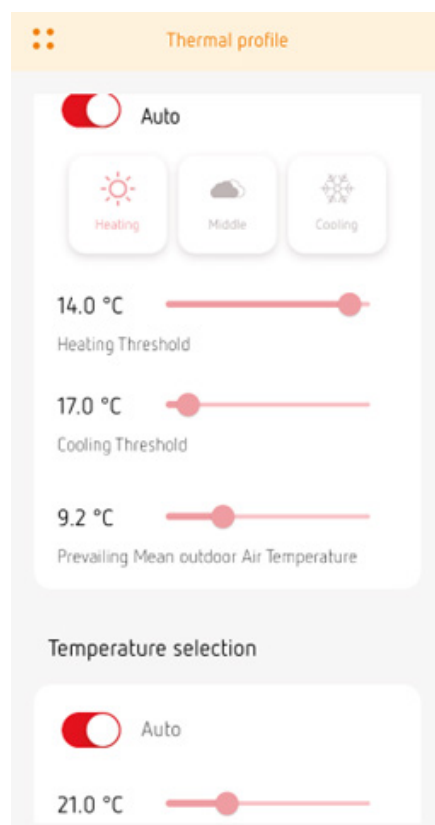 Thermal profile
Auto
Heating
Middle
Cooling
14.0 °C
Heating Threshold
17.0 °C
Cooling Threshold
9.2 °C
Prevailing Mean outdoor Air Temperature
Temperature selection
Auto
21.0 °C